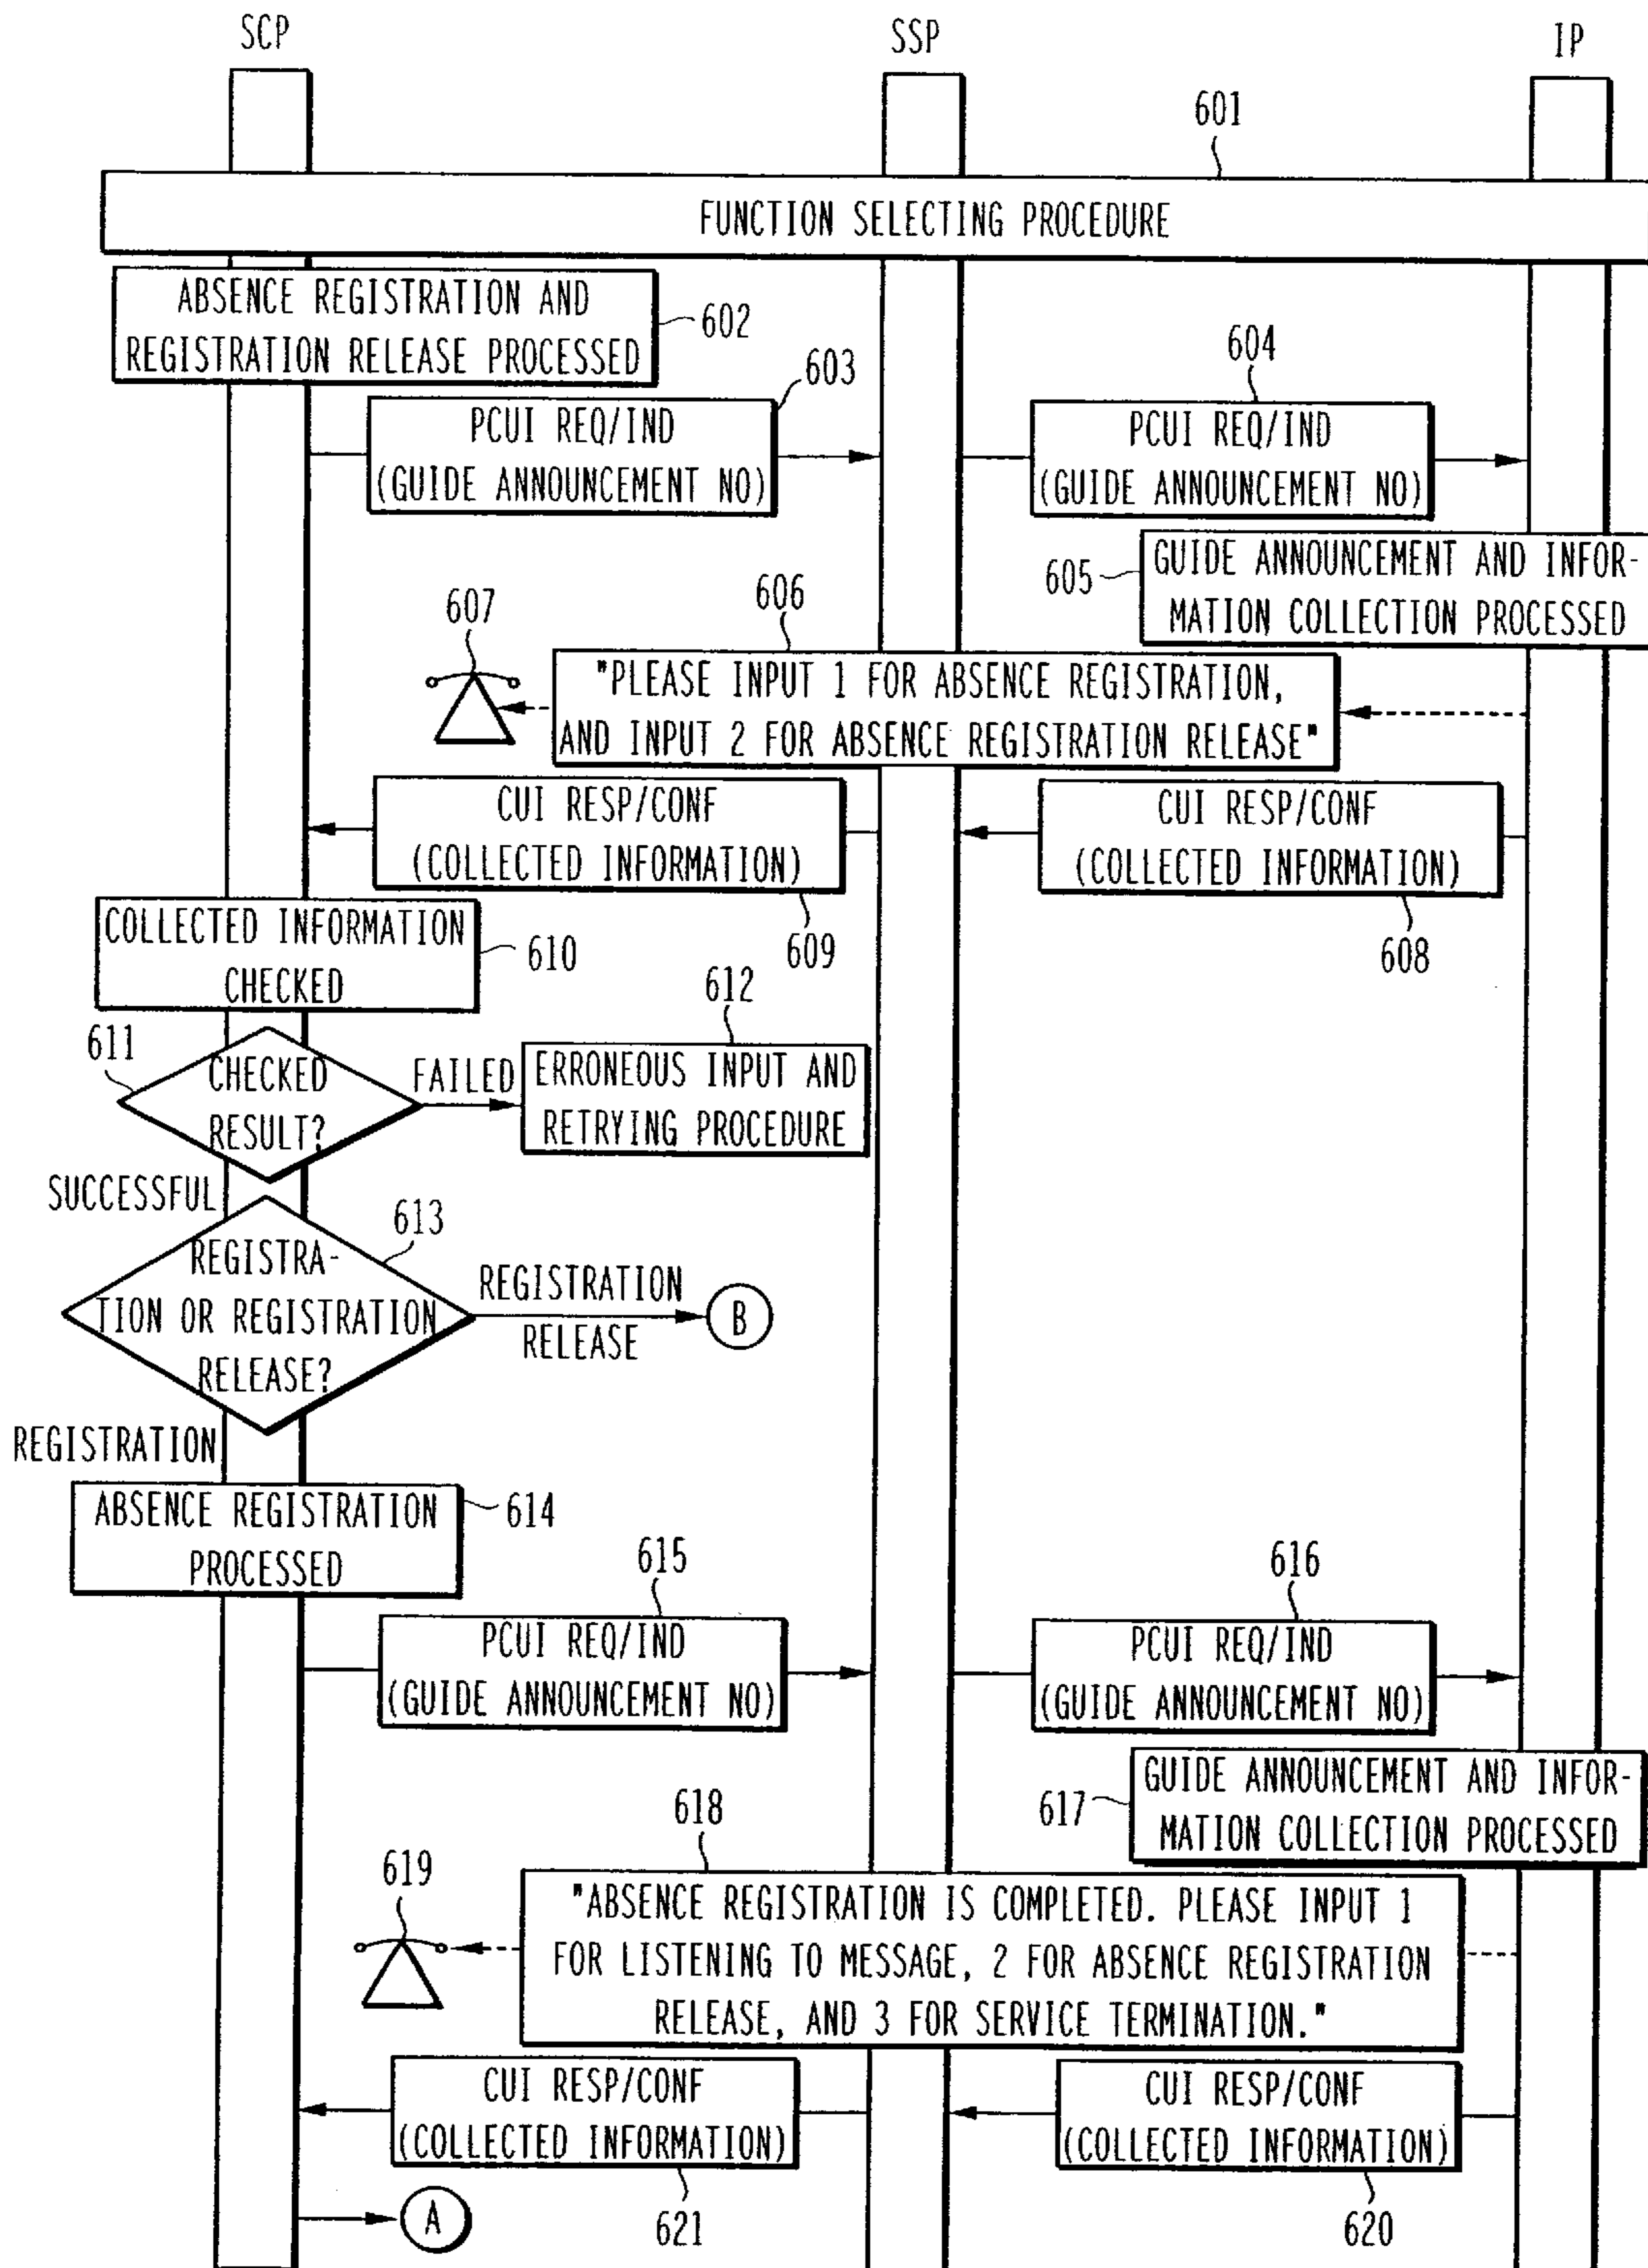 SCP
SSP
IP
601
FUNCTION SELECTING PROCEDURE
ABSENCE REGISTRATION AND
REGISTRATION RELEASE PROCESSED
602
603
PCUI REQ/IND
(GUIDE ANNOUNCEMENT NO)
604
PCUI REQ/IND
(GUIDE ANNOUNCEMENT NO)
605
GUIDE ANNOUNCEMENT AND INFOR-
MATION COLLECTION PROCESSED
606
607
"PLEASE INPUT 1 FOR ABSENCE REGISTRATION,
AND INPUT 2 FOR ABSENCE REGISTRATION RELEASE"
CUI RESP/CONF
(COLLECTED INFORMATION)
609
CUI RESP/CONF
(COLLECTED INFORMATION)
608
COLLECTED INFORMATION
CHECKED
610
611
CHECKED
RESULT?
FAILED
612
ERRONEOUS INPUT AND
RETRYING PROCEDURE
SUCCESSFUL
613
REGISTRA-
TION OR REGISTRATION
RELEASE?
REGISTRATION
RELEASE
B
REGISTRATION
ABSENCE REGISTRATION
PROCESSED
614
615
PCUI REQ/IND
(GUIDE ANNOUNCEMENT NO)
616
PCUI REQ/IND
(GUIDE ANNOUNCEMENT NO)
617
GUIDE ANNOUNCEMENT AND INFOR-
MATION COLLECTION PROCESSED
618
619
"ABSENCE REGISTRATION IS COMPLETED. PLEASE INPUT 1
FOR LISTENING TO MESSAGE, 2 FOR ABSENCE REGISTRATION
RELEASE, AND 3 FOR SERVICE TERMINATION."
CUI RESP/CONF
(COLLECTED INFORMATION)
621
CUI RESP/CONF
(COLLECTED INFORMATION)
620
A